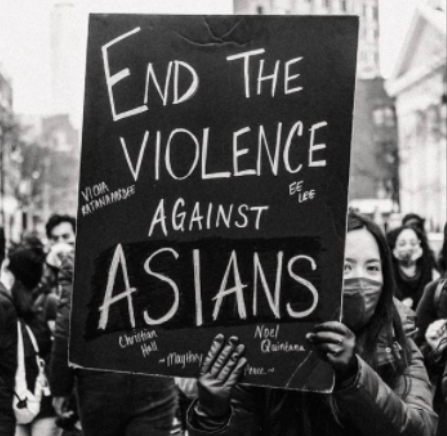 END THE
VIOLENCE
VICHA
RATANAPAKDEE
EE
LEE
AGAINST
ASIANS
Christian
Hall
Noel
Quintana